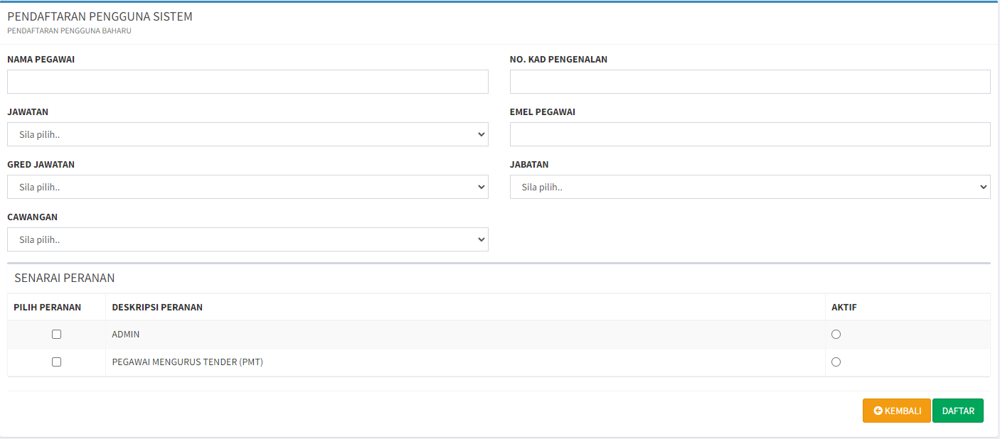 PENDAFTARAN PENGGUNA SISTEM
PENDAFTARAN PENGGUNA BAHARU
NAMA PEGAWAI
NO. KAD PENGENALAN
JAWATAN
EMEL PEGAWAI
Sila pilih..
GRED JAWATAN
JABATAN
Sila pilih..
Sila pilih..
CAWANGAN
Sila pilih..
SENARAI PERANAN
PILIH PERANAN DESKRIPSI PERANAN AKTIF
ADMIN
PEGAWAI MENGURUS TENDER (PMT)
KEMBALI DAFTAR